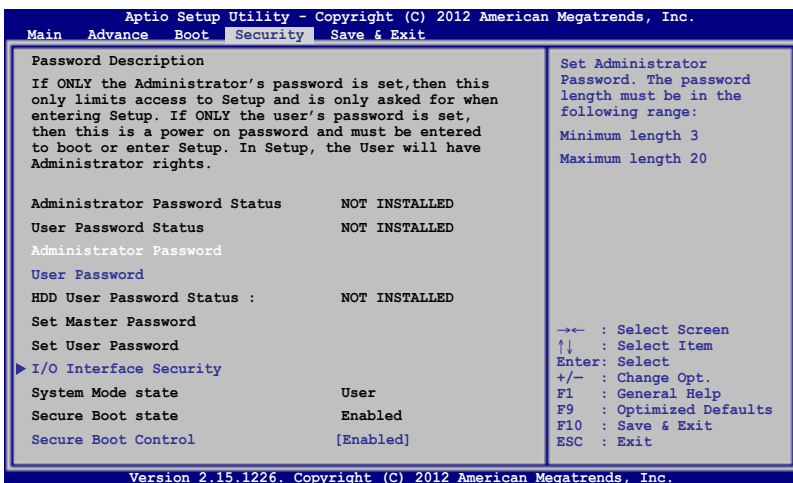 Aptio Setup Utility - Copyright (C) 2012 American Megatrends, Inc.
Main Advance Boot Security Save & Exit
Password Description
If ONLY the Administrator's password is set,then this
only limits access to Setup and is only asked for when
entering Setup. If ONLY the user's password is set,
then this is a power on password and must be entered
to boot or enter Setup. In Setup, the User will have
Administrator rights.
Administrator Password Status NOT INSTALLED
User Password Status NOT INSTALLED
Administrator Password
User Password
HDD User Password Status : NOT INSTALLED
Set Master Password
Set User Password
I/O Interface Security
System Mode state User
Secure Boot state Enabled
Secure Boot Control [Enabled]
Set Administrator
Password. The password
length must be in the
following range:
Minimum length 3
Maximum length 20
→← : Select Screen
↑↓ : Select Item
Enter: Select
+/— : Change Opt.
F1 : General Help
F9 : Optimized Defaults
F10 : Save & Exit
ESC : Exit
Version 2.15.1226. Copyright (C) 2012 American Megatrends, Inc.